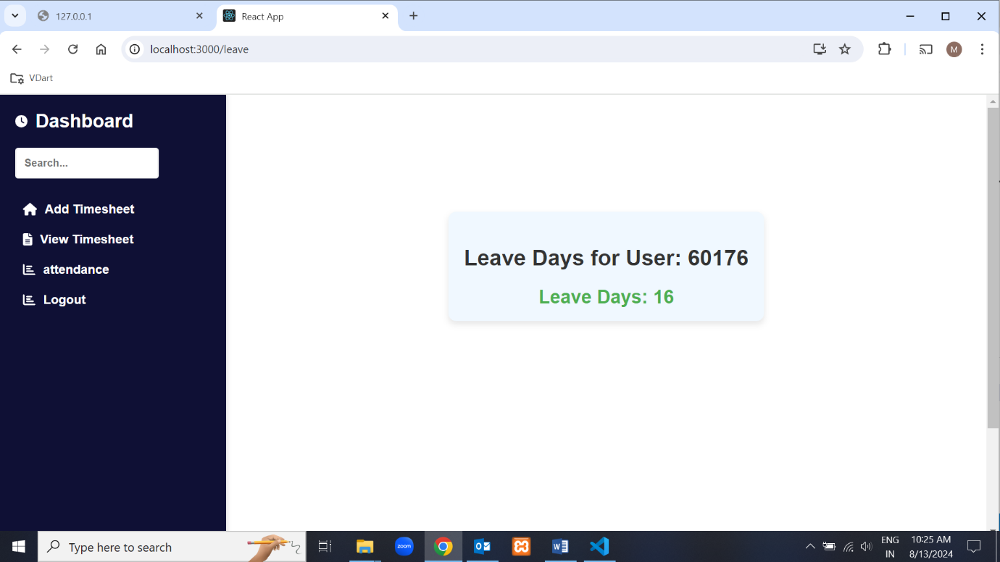 127.0.0.1
React App
localhost:3000/leave
M
VDart
Dashboard
Search...
Add Timesheet
View Timesheet
attendance
Logout
Leave Days for User: 60176
Leave Days: 16
Type here to search
zoom
ENG
IN
10:25 AM
8/13/2024